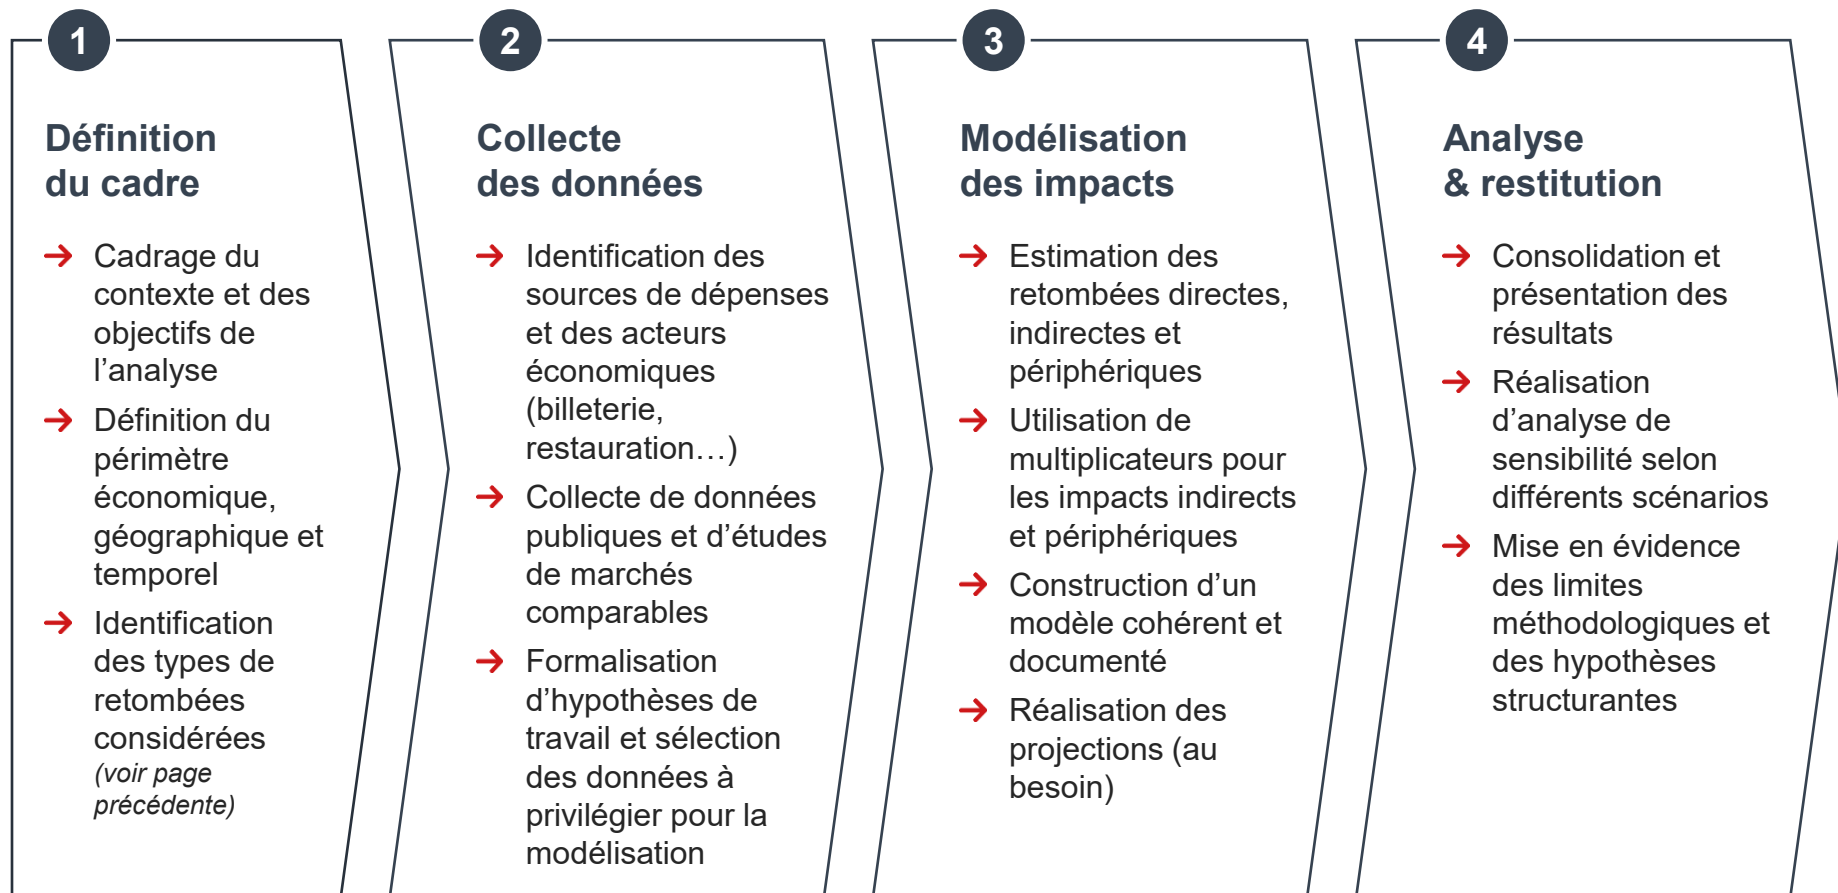 1
Définition
du cadre
Cadrage du
contexte et des
objectifs de
l’analyse
Définition du
périmètre
économique,
géographique et
temporel
Identification
des types de
retombées
considérées
(voir page
précédente)
2
Collecte
des données
Identification des
sources de dépenses
et des acteurs
économiques
(billeterie,
restauration…)
Collecte de données
publiques et d’études
de marchés
comparables
Formalisation
d’hypothèses de
travail et sélection
des données à
privilégier pour la
modélisation
3
Modélisation
des impacts
Estimation des
retombées directes,
indirectes et
périphériques
Utilisation de
multiplicateurs pour
les impacts indirects
et périphériques
Construction d’un
modèle cohérent et
documenté
Réalisation des
projections (au
besoin)
4
Analyse
& restitution
Consolidation et
présentation des
résultats
Réalisation
d’analyse de
sensibilité selon
différents scénarios
Mise en évidence
des limites
méthodologiques et
des hypothèses
structurantes